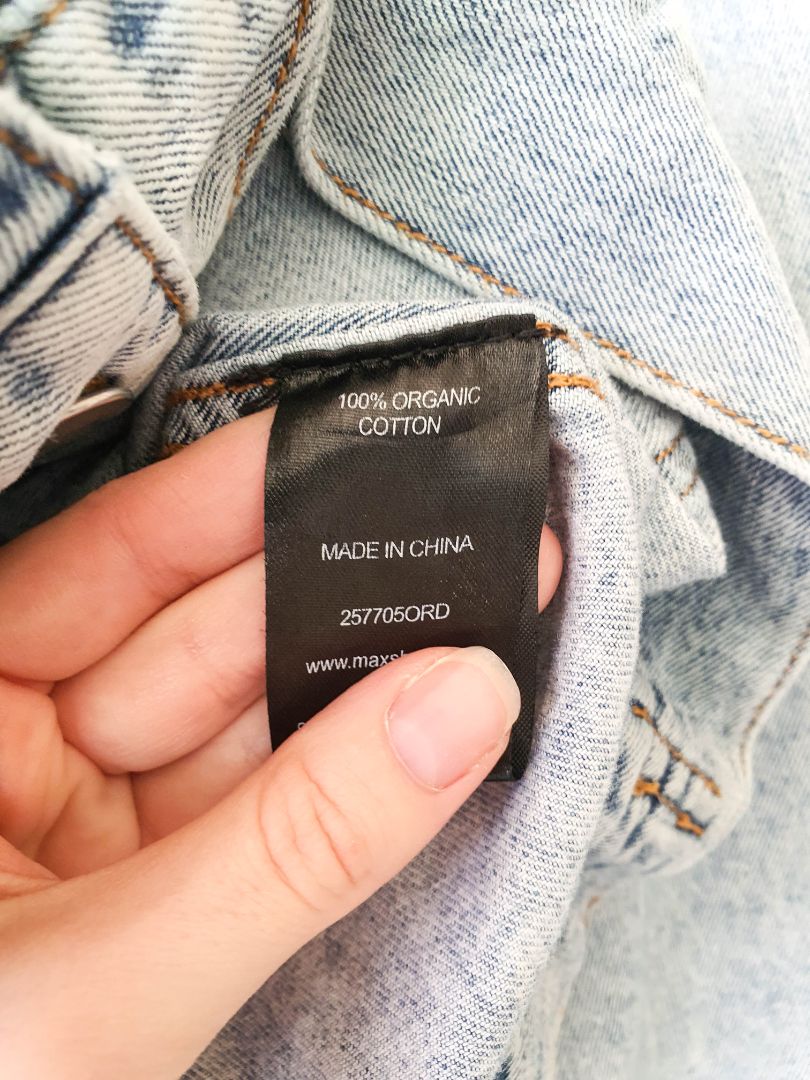 100% ORGANIC
COTTON
MADE IN CHINA
257705ORD